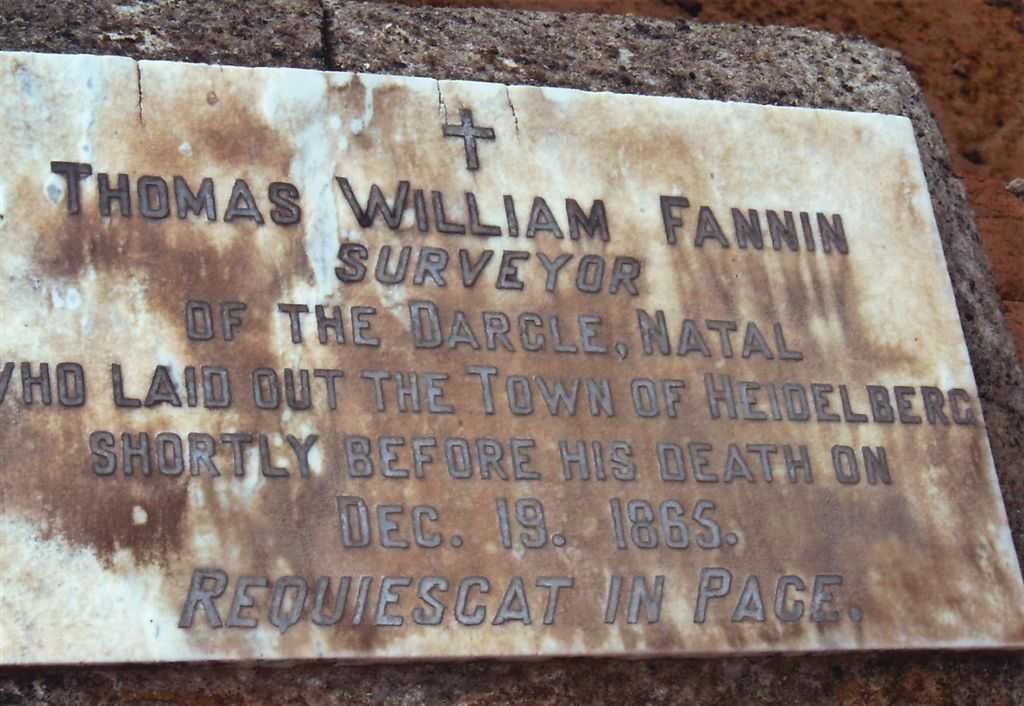 THOMAS WILLIAM FANNIN
SURVEYOR
OF THE DARGLE, NATAL
WHO LAID OUT THE TOWN OF HEIDELBERG
SHORTLY BEFORE HIS DEATH ON
DEC. 19. 1865.
REQUIESCAT IN PACE.